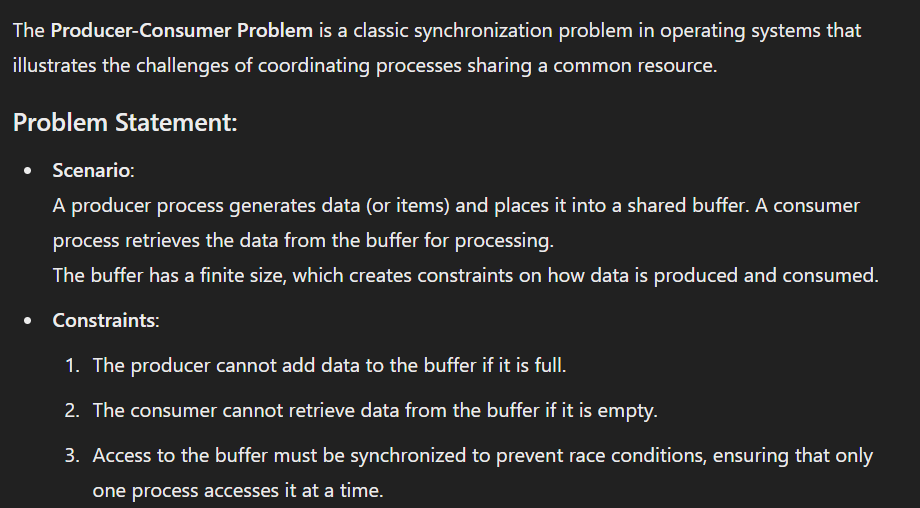 The Producer-Consumer Problem is a classic synchronization problem in operating systems that
illustrates the challenges of coordinating processes sharing a common resource.
Problem Statement:
• Scenario:
A producer process generates data (or items) and places it into a shared buffer. A consumer
process retrieves the data from the buffer for processing.
The buffer has a finite size, which creates constraints on how data is produced and consumed.
• Constraints:
1. The producer cannot add data to the buffer if it is full.
2. The consumer cannot retrieve data from the buffer if it is empty.
3. Access to the buffer must be synchronized to prevent race conditions, ensuring that only
one process accesses it at a time.